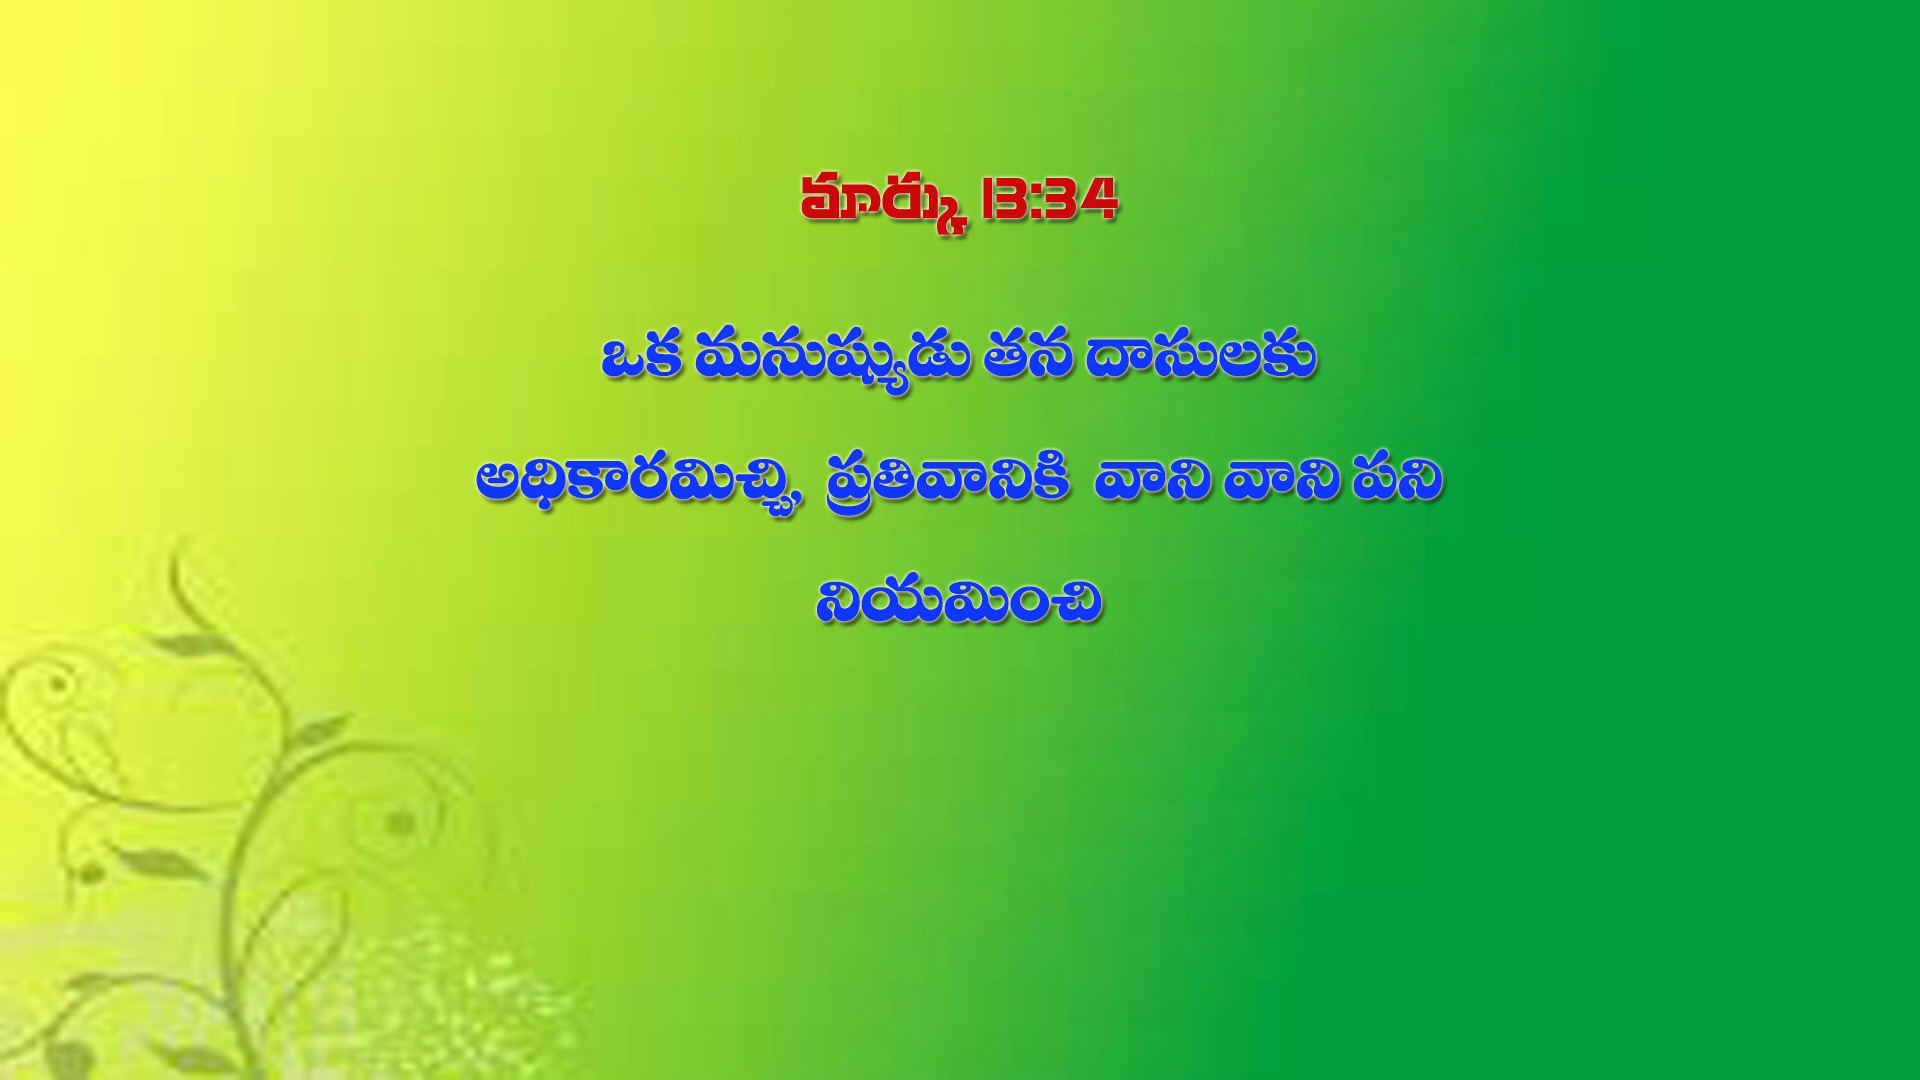 మార్కు 13:34
ఒక మనుష్యుడు తన దాసులకు
అధికారమిచ్చి, ప్రతివానికి వాని వాని పని
నియమించి